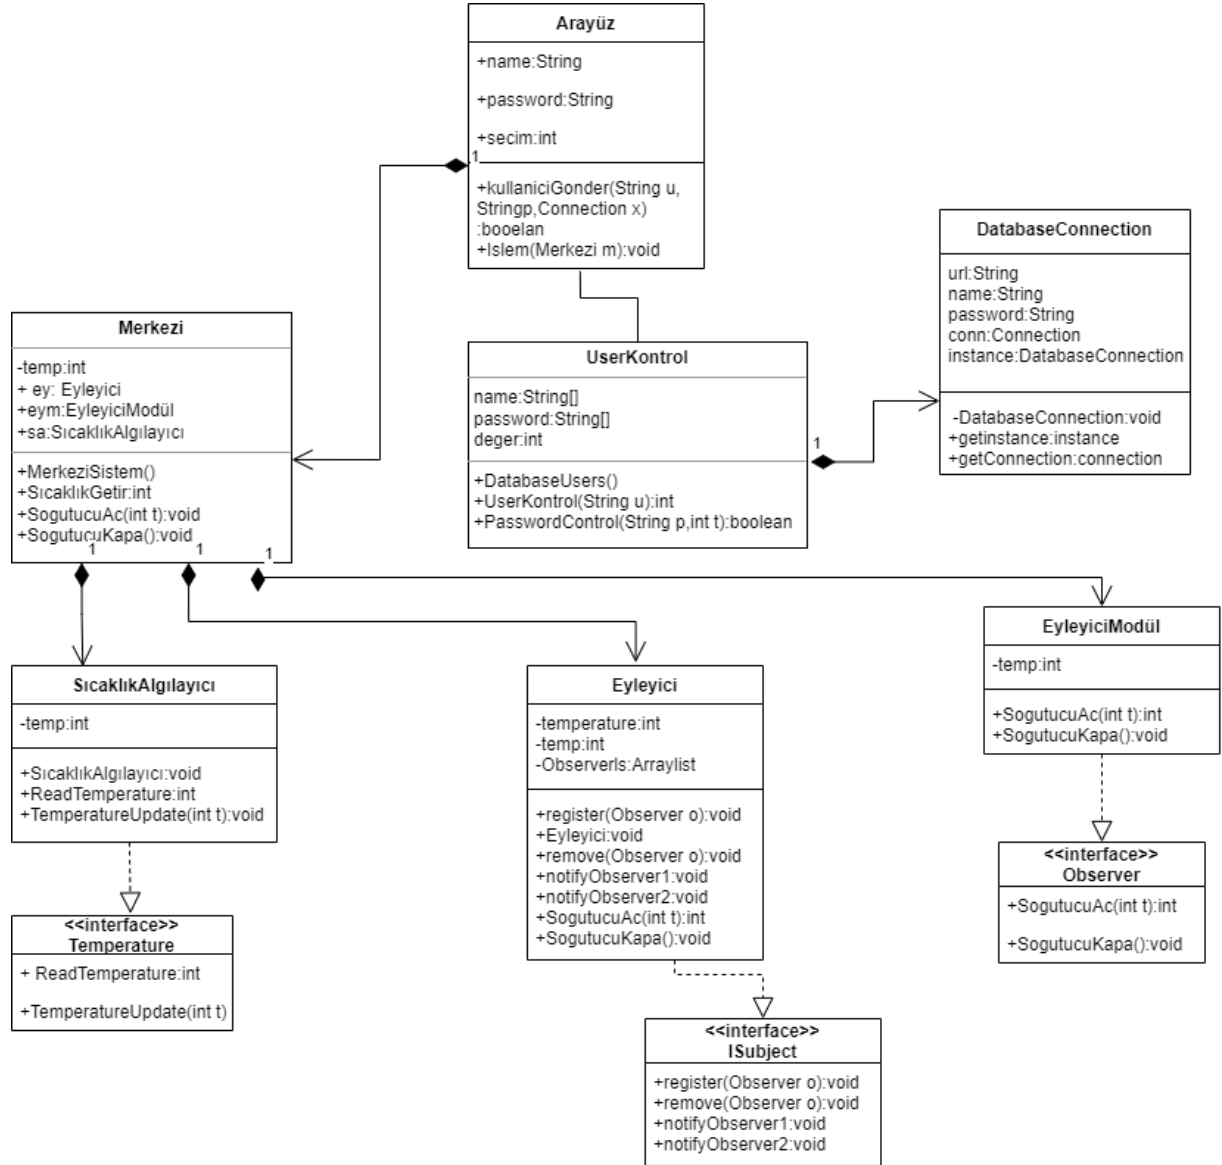 Arayüz
+name:String
+password:String
+secim:int
1
+kullaniciGonder(String u,
Stringp,Connection x)
:booelan
+Islem(Merkezi m):void
DatabaseConnection
url:String
name:String
password:String
conn:Connection
instance:DatabaseConnection
-DatabaseConnection:void
+getinstance:instance
+getConnection:connection
Merkezi
-temp:int
+ ey: Eyleyici
+eym:EyleyiciModül
+sa:SıcaklıkAlgılayıcı
+MerkeziSistem()
+SıcaklıkGetir:int
+SogutucuAc(int t):void
+SogutucuKapa():void
1
1
1
UserKontrol
name:String[]
password:String[]
deger:int
1
+DatabaseUsers()
+UserKontrol(String u):int
+PasswordControl(String p,int t):boolean
SıcaklıkAlgılayıcı
-temp:int
+SıcaklıkAlgılayıcı:void
+ReadTemperature:int
+TemperatureUpdate(int t):void
Eyleyici
-temperature:int
-temp:int
-Observerls:Arraylist
+register(Observer o):void
+Eyleyici:void
+remove(Observer o):void
+notifyObserver1:void
+notifyObserver2:void
+SogutucuAc(int t):int
+SogutucuKapa():void
EyleyiciModül
-temp:int
+SogutucuAc(int t):int
+SogutucuKapa():void
<<interface>>
Observer
+SogutucuAc(int t):int
+SogutucuKapa():void
<<interface>>
Temperature
+ ReadTemperature:int
+TemperatureUpdate(int t)
<<interface>>
ISubject
+register(Observer o):void
+remove(Observer o):void
+notifyObserver1:void
+notifyObserver2:void